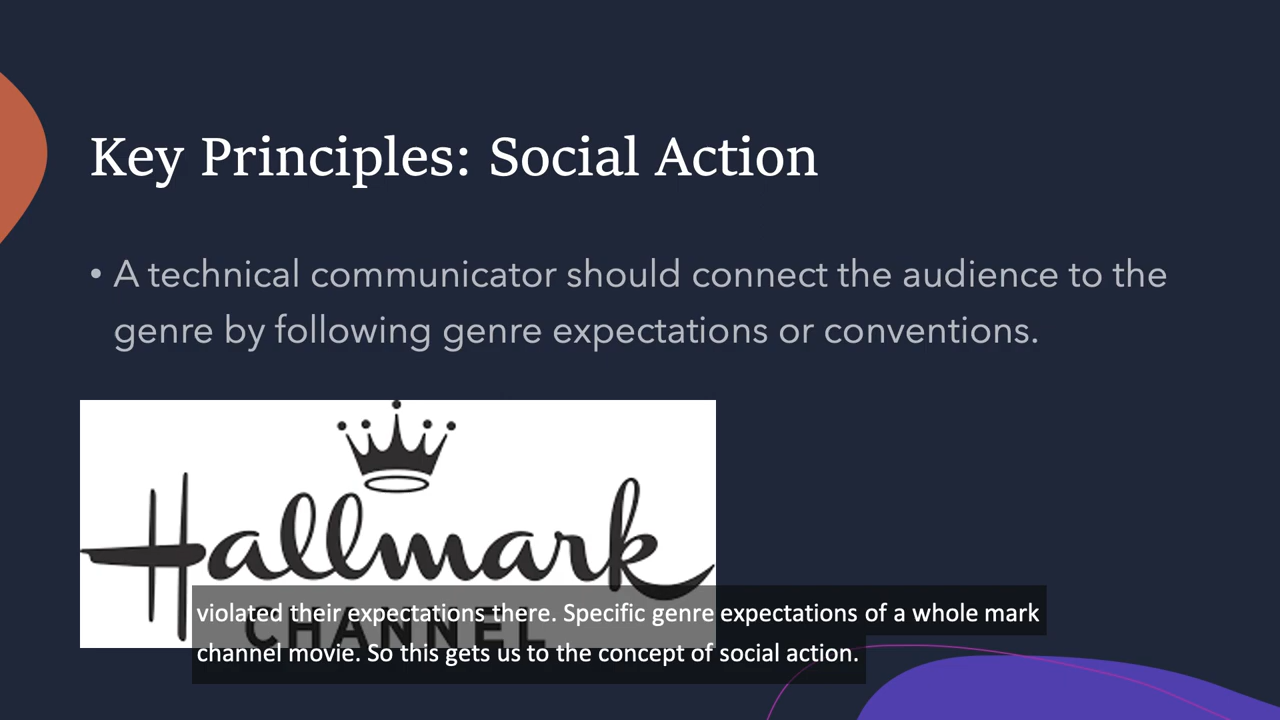 Key Principles: Social Action
• A technical communicator should connect the audience to the
genre by following genre expectations or conventions.
Hallmark
CHANNEL
violated their expectations there. Specific genre expectations of a whole mark
channel movie. So this gets us to the concept of social action.